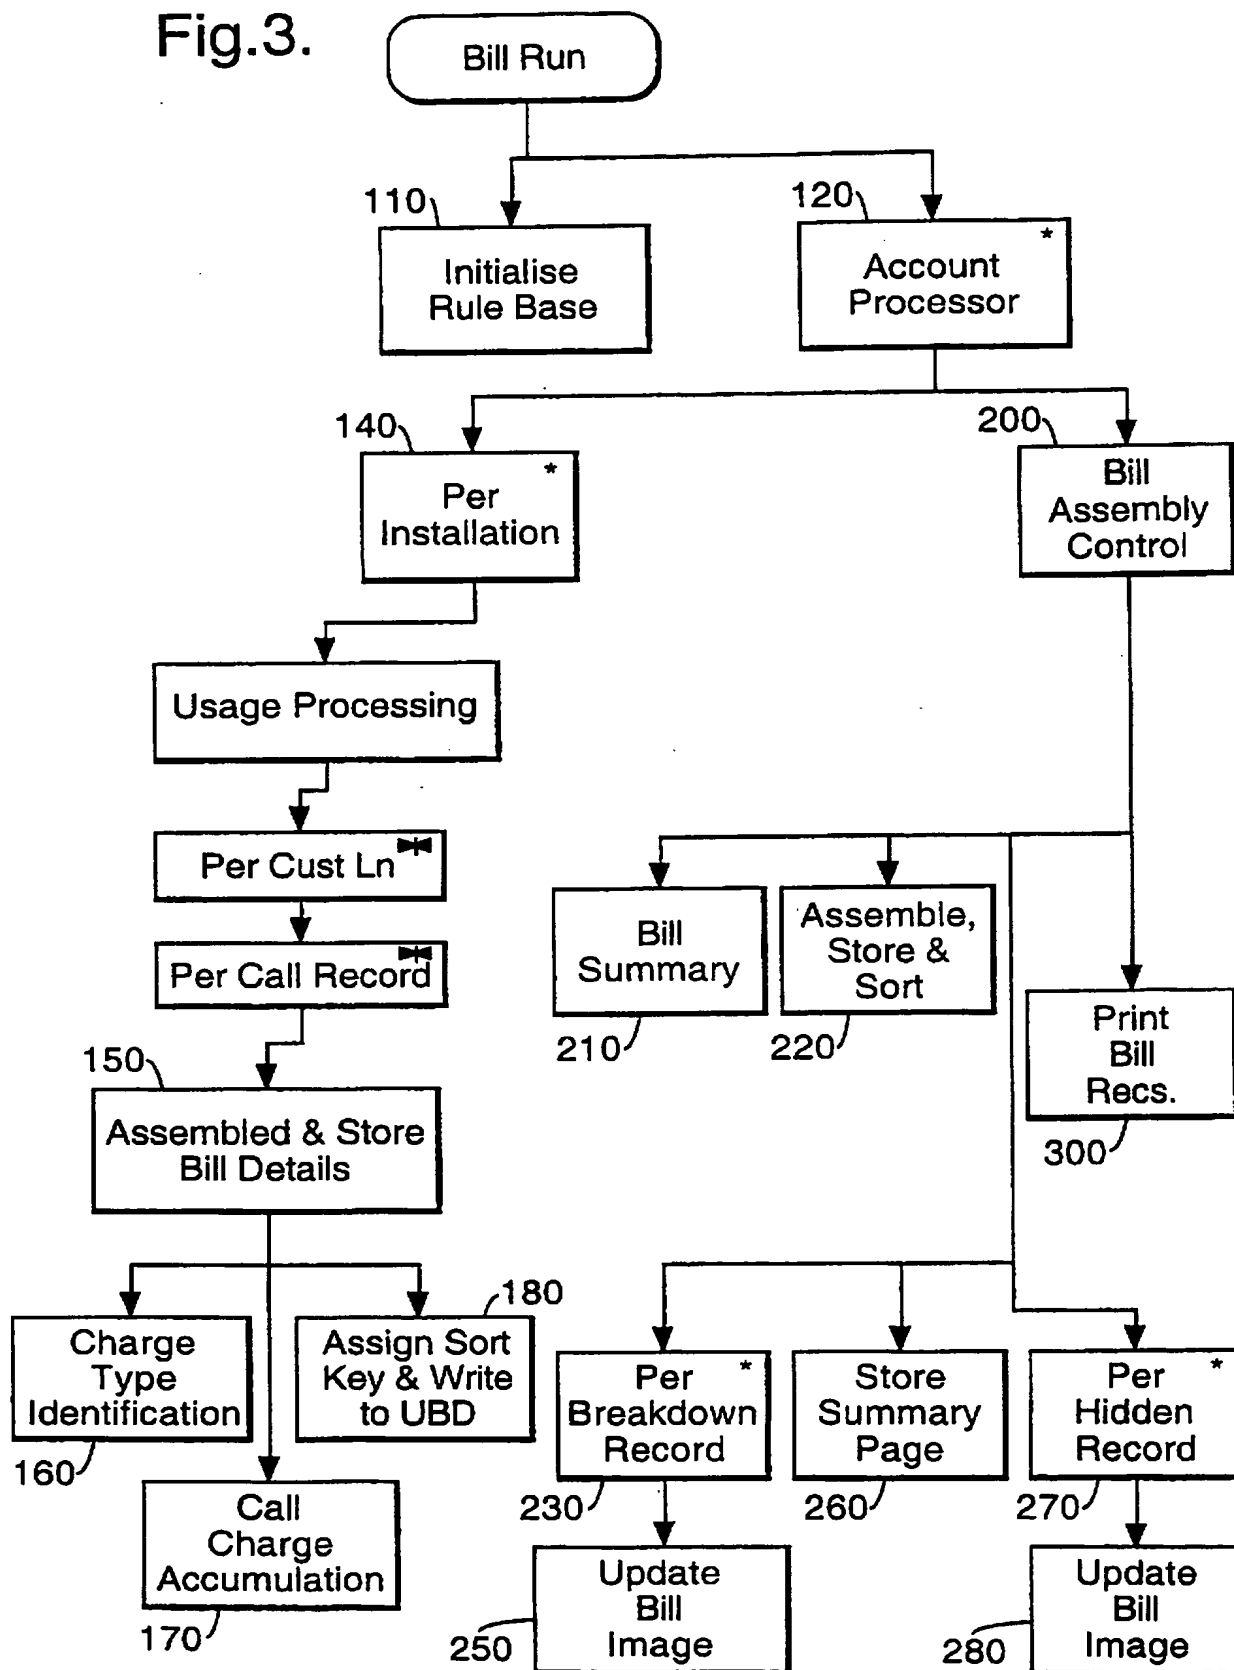 Fig.3.
Bill Run
110
Initialise
Rule Base
120
*
Account
Processor
140
*
Per
Installation
200
Bill
Assembly
Control
Usage Processing
Per Cust Ln
Per Call Record
150
Assembled & Store
Bill Details
Bill
Summary
210
Assemble,
Store &
Sort
220
Print
Bill
Recs.
300
Charge
Type
Identification
160
180
Assign Sort
Key & Write
to UBD
Call
Charge
Accumulation
170
*
Per
Breakdown
Record
230
Store
Summary
Page
260
*
Per
Hidden
Record
270
Update
Bill
Image
250
Update
Bill
Image
280